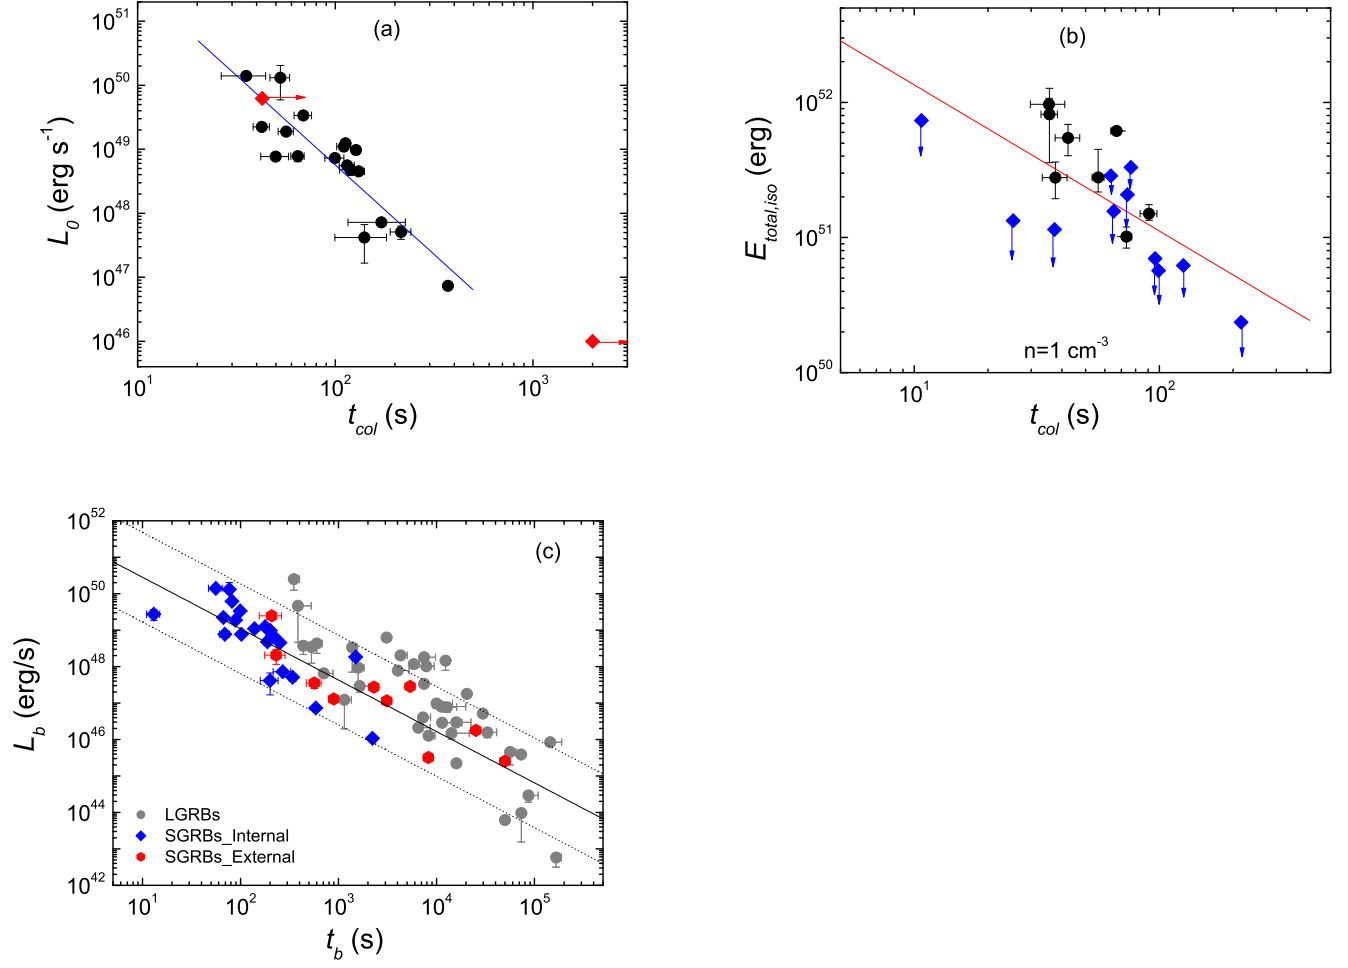 (a)
10^51
10^50
10^49
10^48
10^47
10^46
L_0 (erg s^-1)
10^1 10^2 10^3
t_col (s)
(b)
10^52
10^51
10^50
E_total,iso (erg)
n=1 cm^-3
10^1 10^2
t_col (s)
(c)
10^52
10^50
10^48
10^46
10^44
10^42
L_b (erg/s)
LGRBs
SGRBs_Internal
SGRBs_External
10^1 10^2 10^3 10^4 10^5
t_b (s)